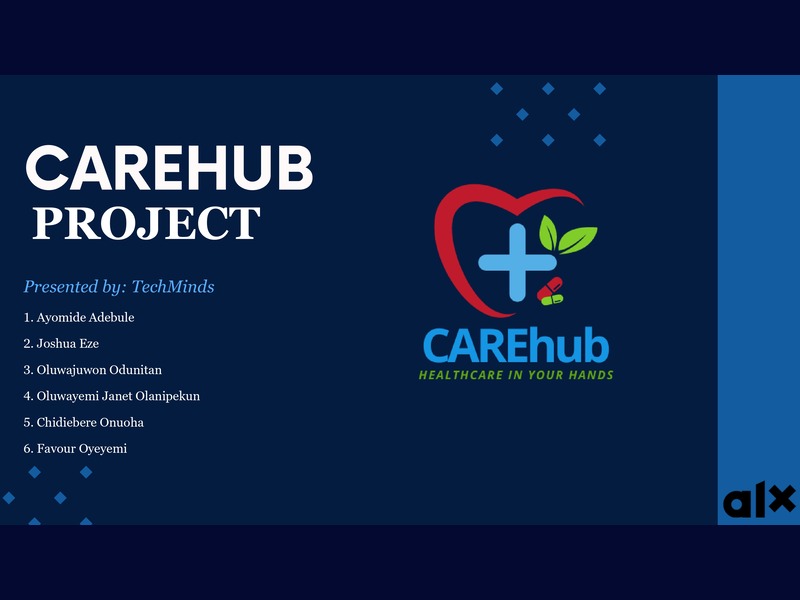 CAREHUB
PROJECT
Presented by: TechMinds
1. Ayomide Adebule
2. Joshua Eze
3. Oluwajuwon Odunitan
4. Oluwayemi Janet Olanipekun
5. Chidiebere Onuoha
6. Favour Oyeyemi
CAREhub
HEALTHCARE IN YOUR HANDS
alx